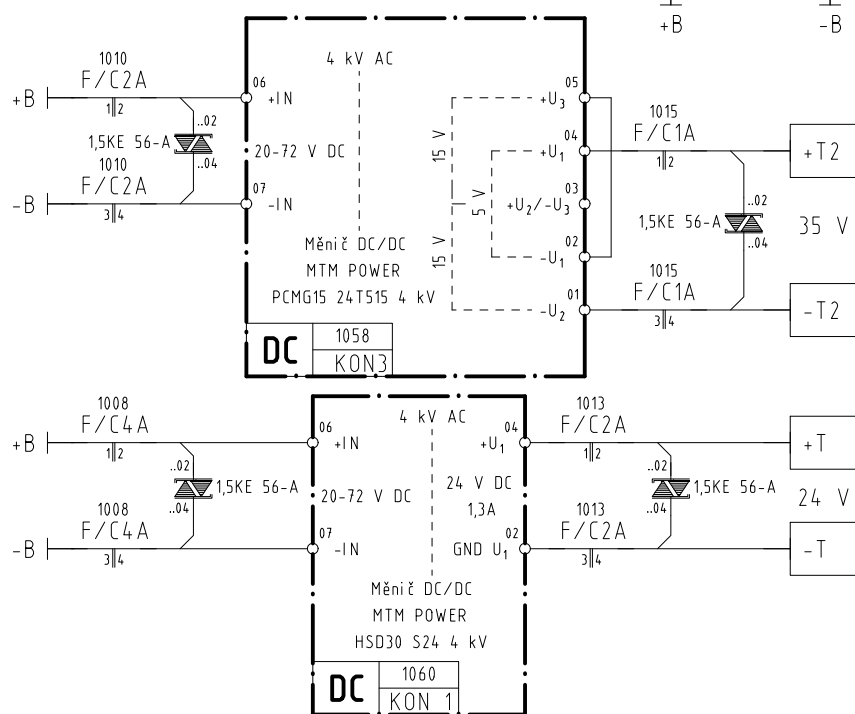 +B -B
1010
F/C2A
1 2
+B
06
+IN
4 kV AC
..02
1,5KE 56-A
..04
20-72 V DC
1010
F/C2A
3 4
-B
07
-IN
15 V
15 V
5 V
05
+U3
04
+U1
03
+U2/-U3
02
-U1
01
-U2
Měnič DC/DC
MTM POWER
PCMG15 24T515 4 kV
DC
1058
KON3
1015
F/C1A
1 2
+T2
..02
1,5KE 56-A
..04
35 V
1015
F/C1A
3 4
-T2
1008
F/C4A
1 2
+B
06
+IN
4 kV AC
..02
1,5KE 56-A
..04
20-72 V DC
1008
F/C4A
3 4
-B
07
-IN
04
+U1
24 V DC
1,3A
02
GND U1
Měnič DC/DC
MTM POWER
HSD30 S24 4 kV
DC
1060
KON 1
1013
F/C2A
1 2
+T
..02
1,5KE 56-A
..04
24 V
1013
F/C2A
3 4
-T